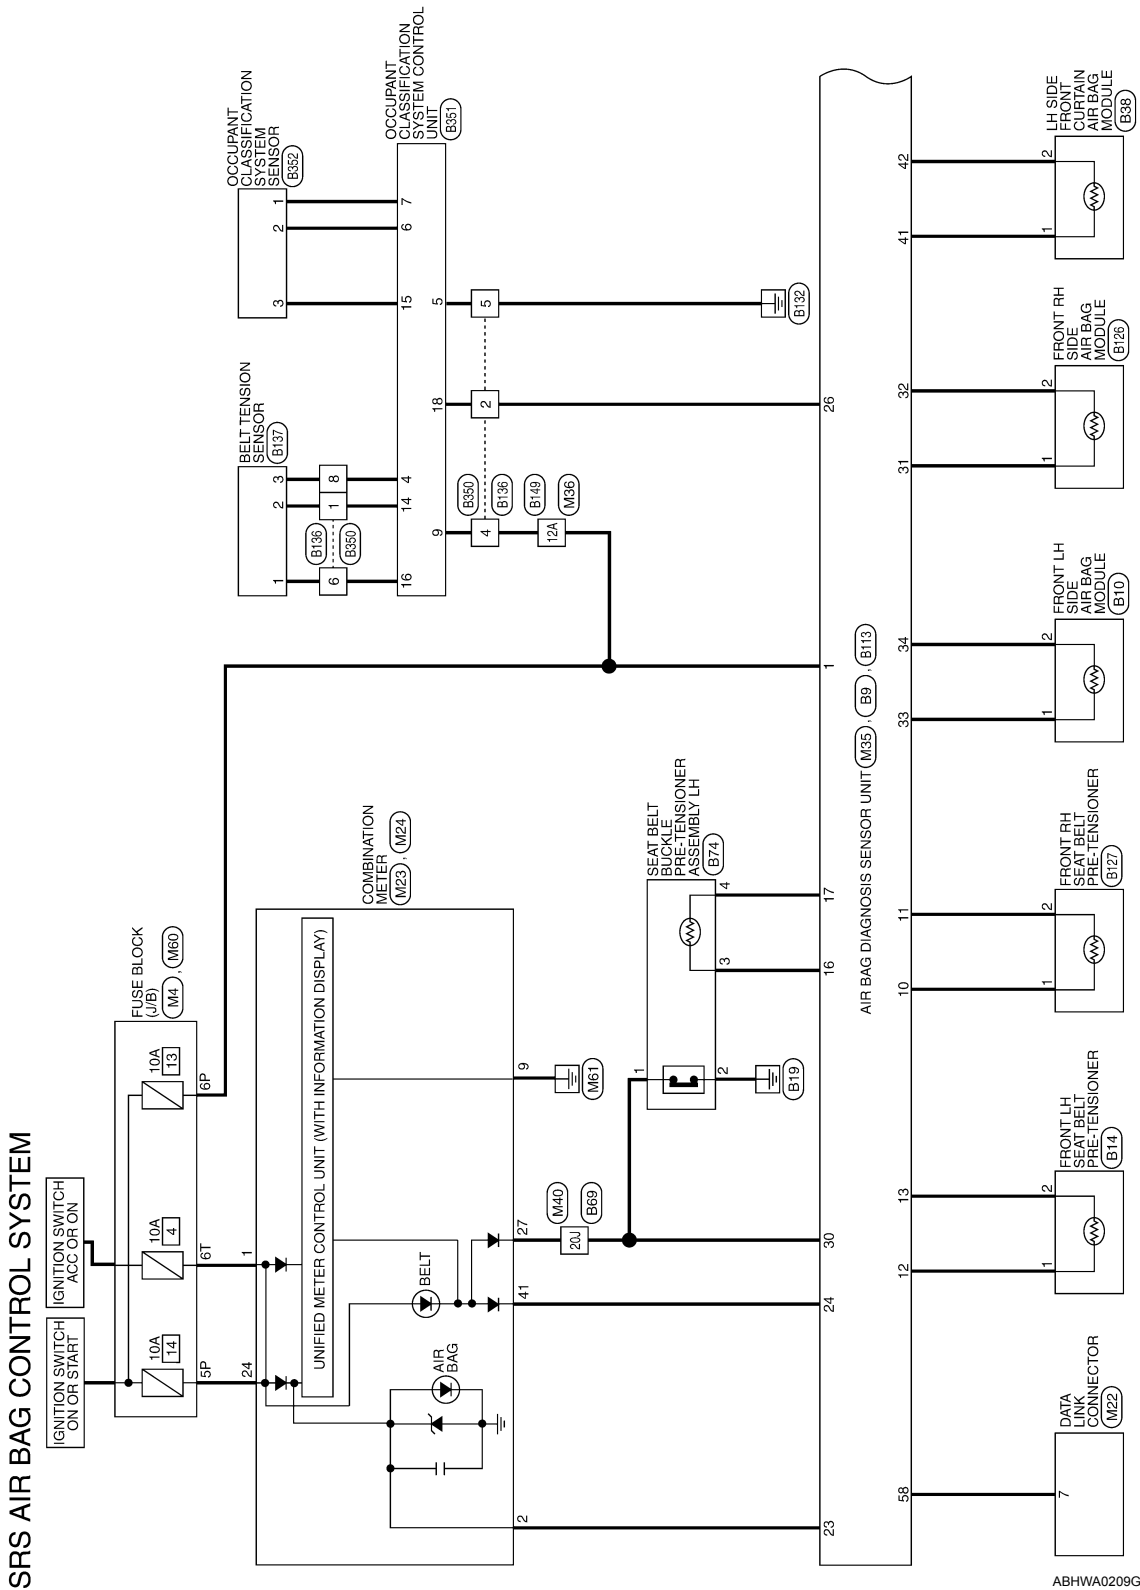 SRS AIR BAG CONTROL SYSTEM
IGNITION SWITCH
ON OR START
IGNITION SWITCH
ACC OR ON
FUSE BLOCK
(J/B)
M4 , M60
10A
14
10A
4
10A
13
5P
6T
6P
24
1
COMBINATION
METER
M23 , M24
UNIFIED METER CONTROL UNIT (WITH INFORMATION DISPLAY)
AIR
BAG
BELT
2
41
27
9
M61
M40
20J
B69
SEAT BELT
BUCKLE
PRE-TENSIONER
ASSEMBLY LH
B74
1
2
3
4
B19
BELT TENSION
SENSOR
B137
1
2
3
B136
B350
6
1
8
16
14
4
OCCUPANT
CLASSIFICATION
SYSTEM
SENSOR
B352
3
2
1
15
6
7
OCCUPANT
CLASSIFICATION
SYSTEM CONTROL
UNIT
B351
9
18
5
4
2
5
B350
B136
12A
B149
M36
B132
23
24
30
16
17
1
26
AIR BAG DIAGNOSIS SENSOR UNIT M35 , B9 , B113
58
12
13
10
11
33
34
31
32
41
42
7
DATA
LINK
CONNECTOR
M22
1
2
FRONT LH
SEAT BELT
PRE-TENSIONER
B14
1
2
FRONT RH
SEAT BELT
PRE-TENSIONER
B127
1
2
FRONT LH
SIDE
AIR BAG
MODULE
B10
1
2
FRONT RH
SIDE
AIR BAG
MODULE
B126
1
2
LH SIDE
FRONT
CURTAIN
AIR BAG
MODULE
B38
ABHWA0209G